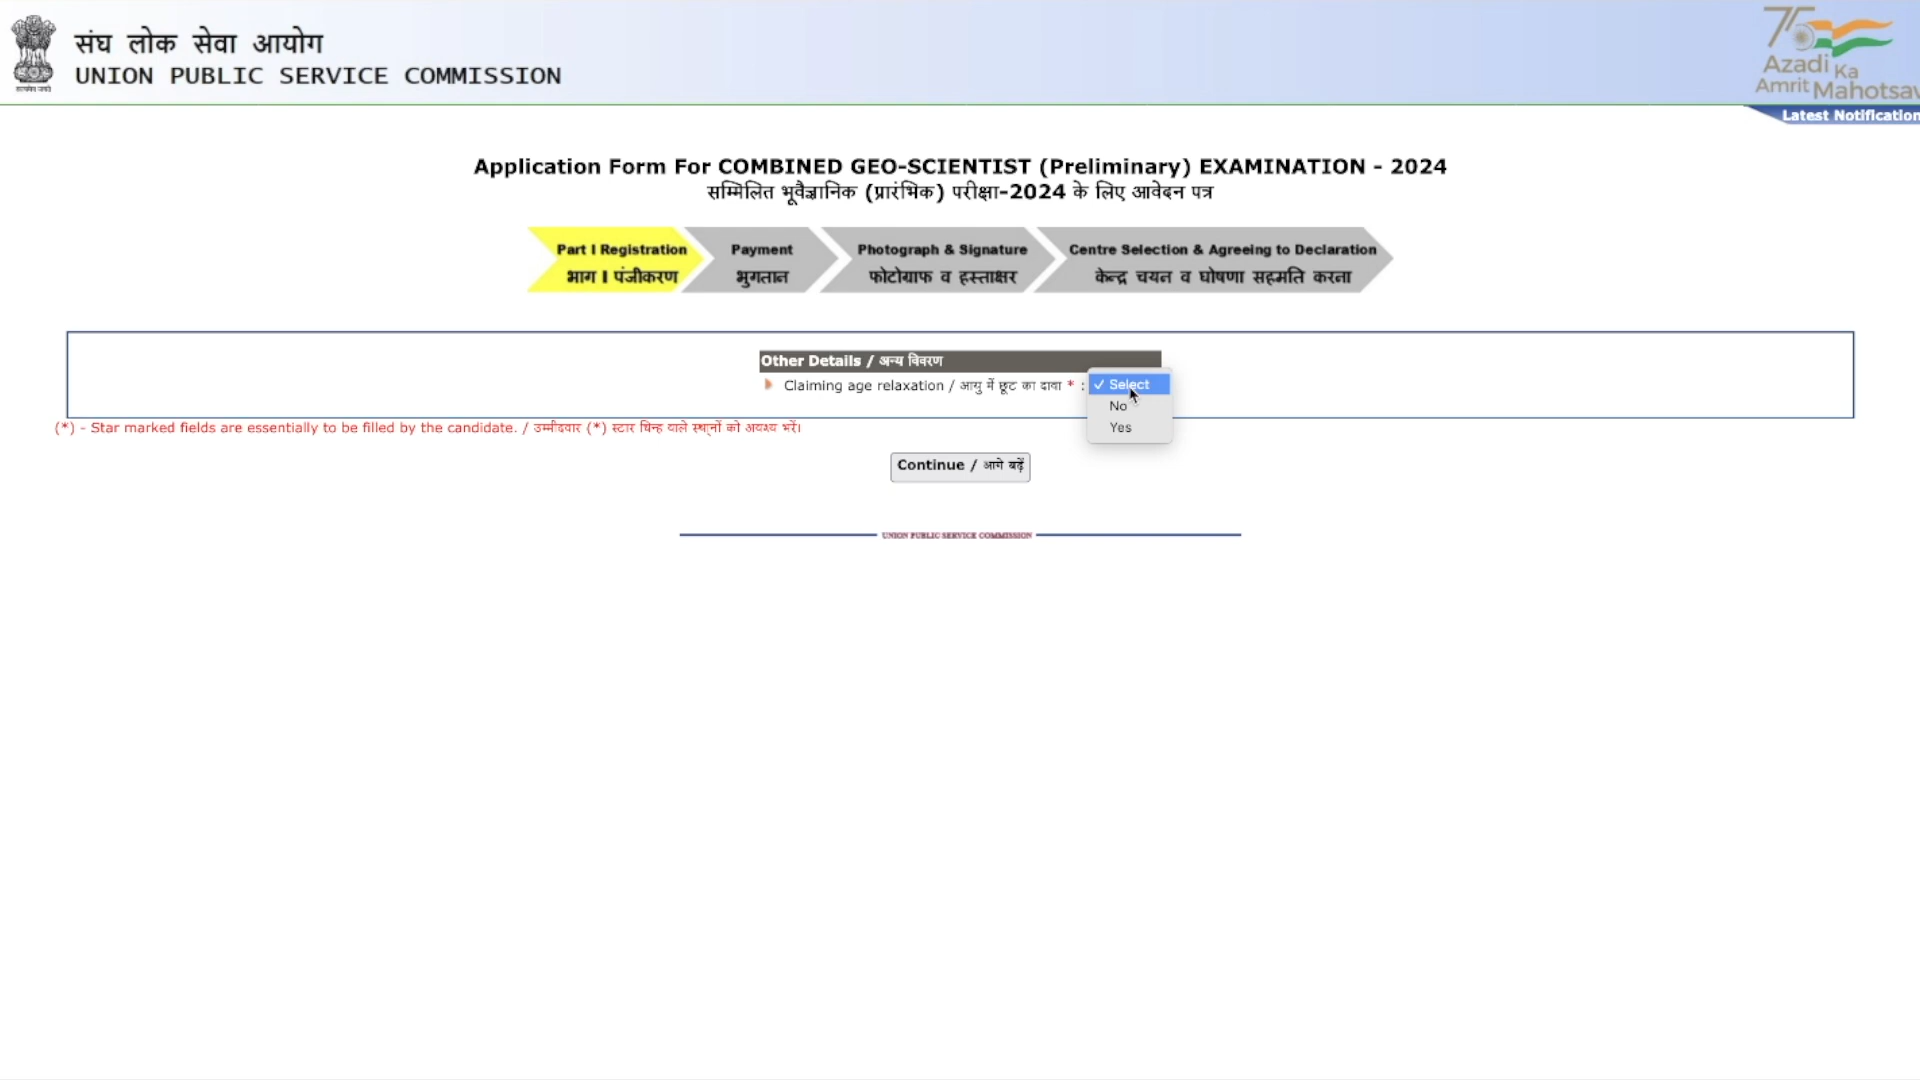 संघ लोक सेवा आयोग
UNION PUBLIC SERVICE COMMISSION
75
Azadi Ka
Amrit Mahotsav
Latest Notification
Application Form For COMBINED GEO-SCIENTIST (Preliminary) EXAMINATION - 2024
सम्मिलित भूवैज्ञानिक (प्रारंभिक) परीक्षा-2024 के लिए आवेदन पत्र
Part I Registration
भाग I पंजीकरण
Payment
भुगतान
Photograph & Signature
फोटोग्राफ व हस्ताक्षर
Centre Selection & Agreeing to Declaration
केन्द्र चयन व घोषणा सहमति करना
Other Details / अन्य विवरण
Claiming age relaxation / आयु में छूट का दावा * :
✓ Select
No
Yes
(*) - Star marked fields are essentially to be filled by the candidate. / उम्मीदवार (*) स्टार चिन्ह वाले स्थानों को अवश्य भरें।
Continue / आगे बढ़ें
UNION PUBLIC SERVICE COMMISSION